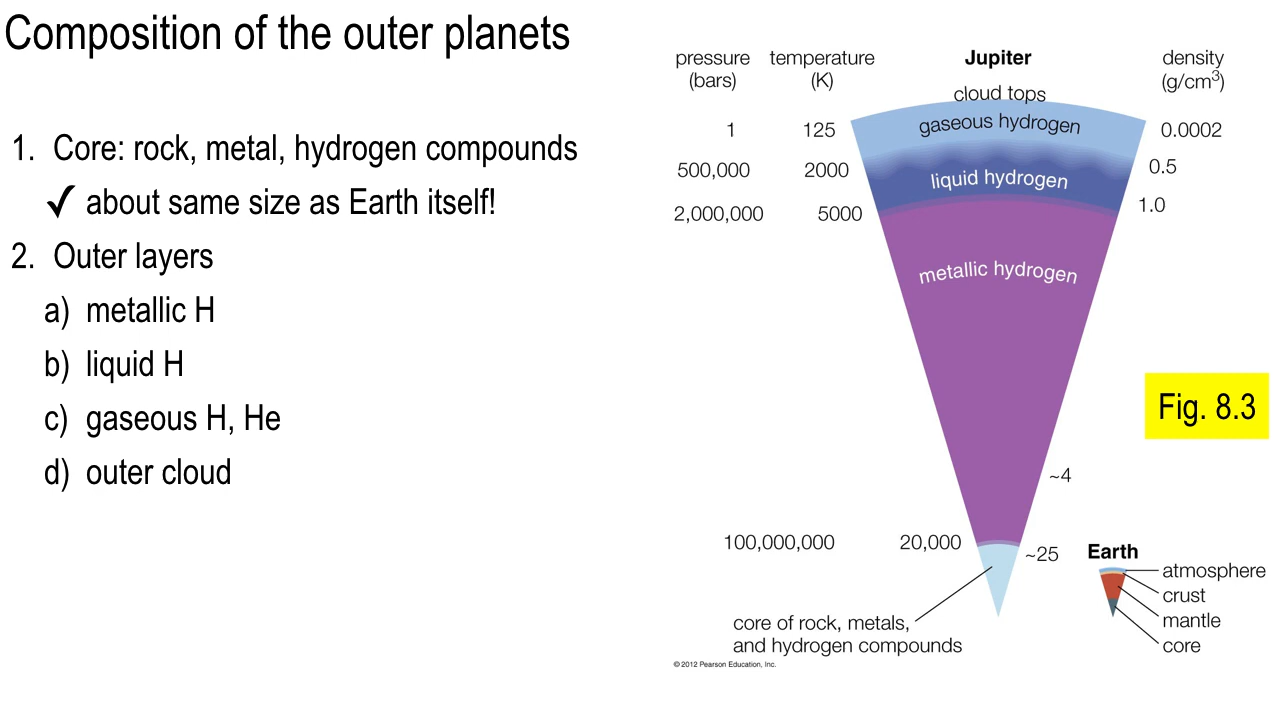 Composition of the outer planets
1. Core: rock, metal, hydrogen compounds
✓ about same size as Earth itself!
2. Outer layers
a) metallic H
b) liquid H
c) gaseous H, He
d) outer cloud
pressure
(bars)
temperature
(K)
Jupiter
density
(g/cm³)
cloud tops
gaseous hydrogen
1 125 0.0002
500,000 2000 0.5
liquid hydrogen
2,000,000 5000 1.0
metallic hydrogen
Fig. 8.3
~4
100,000,000 20,000 ~25
Earth
atmosphere
crust
mantle
core
core of rock, metals,
and hydrogen compounds
© 2012 Pearson Education, Inc.